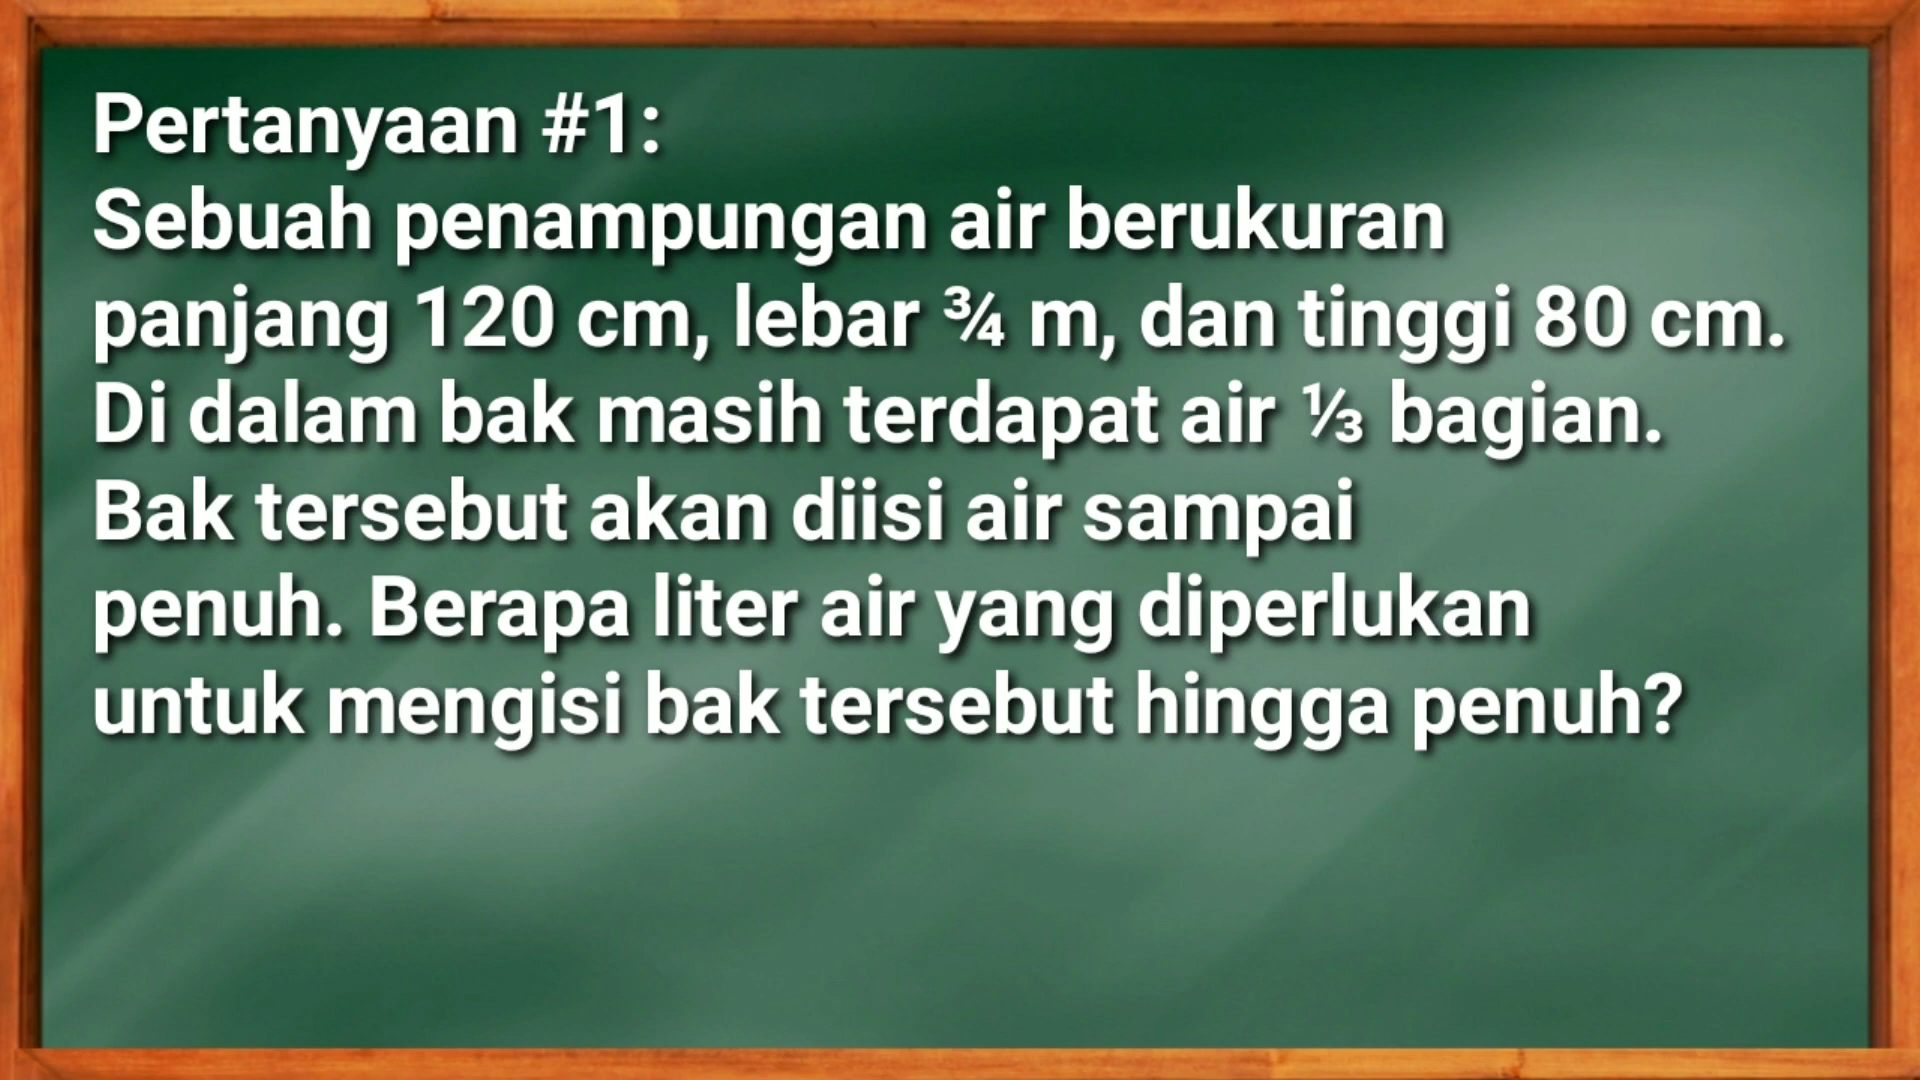 Pertanyaan #1:
Sebuah penampungan air berukuran
panjang 120 cm, lebar ¾ m, dan tinggi 80 cm.
Di dalam bak masih terdapat air ⅓ bagian.
Bak tersebut akan diisi air sampai
penuh. Berapa liter air yang diperlukan
untuk mengisi bak tersebut hingga penuh?